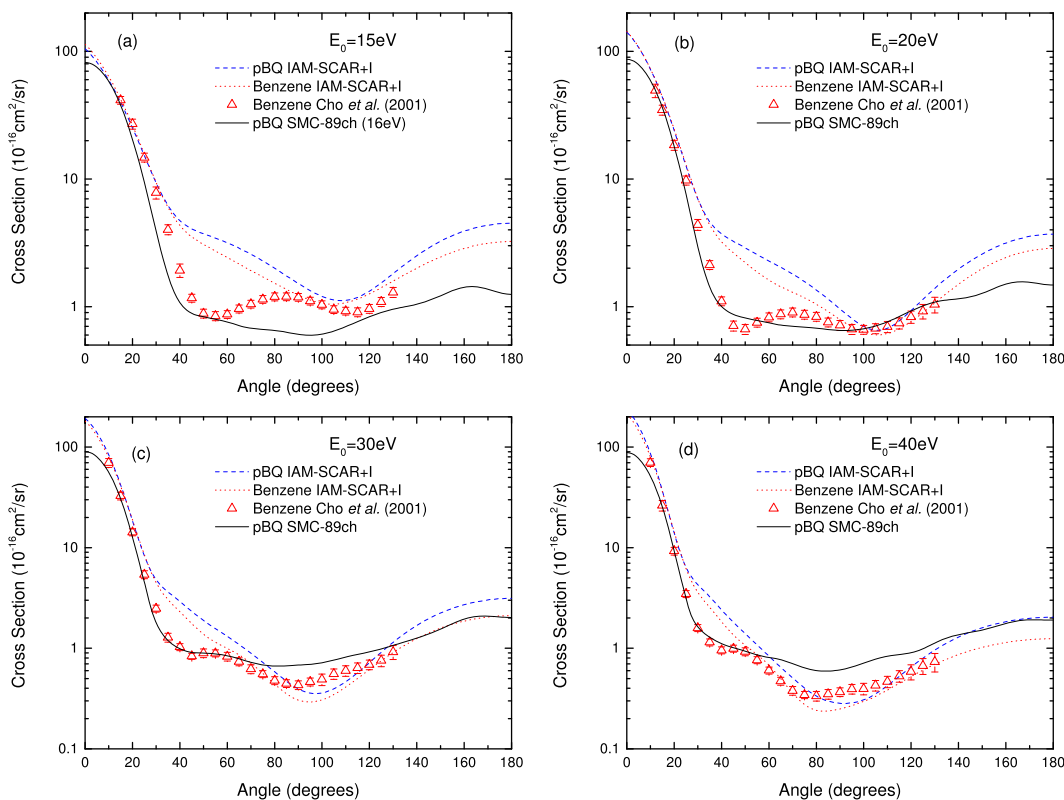 (a)
E₀=15eV
pBQ IAM-SCAR+I
Benzene IAM-SCAR+I
Benzene Cho et al. (2001)
pBQ SMC-89ch (16eV)
100
10
1
Cross Section (10⁻¹⁶cm²/sr)
0 20 40 60 80 100 120 140 160 180
Angle (degrees)
(b)
E₀=20eV
pBQ IAM-SCAR+I
Benzene IAM-SCAR+I
Benzene Cho et al. (2001)
pBQ SMC-89ch
100
10
1
Cross Section (10⁻¹⁶cm²/sr)
0 20 40 60 80 100 120 140 160 180
Angle (degrees)
(c)
E₀=30eV
pBQ IAM-SCAR+I
Benzene IAM-SCAR+I
Benzene Cho et al. (2001)
pBQ SMC-89ch
100
10
1
0.1
Cross Section (10⁻¹⁶cm²/sr)
0 20 40 60 80 100 120 140 160 180
Angle (degrees)
(d)
E₀=40eV
pBQ IAM-SCAR+I
Benzene IAM-SCAR+I
Benzene Cho et al. (2001)
pBQ SMC-89ch
100
10
1
0.1
Cross Section (10⁻¹⁶cm²/sr)
0 20 40 60 80 100 120 140 160 180
Angle (degrees)